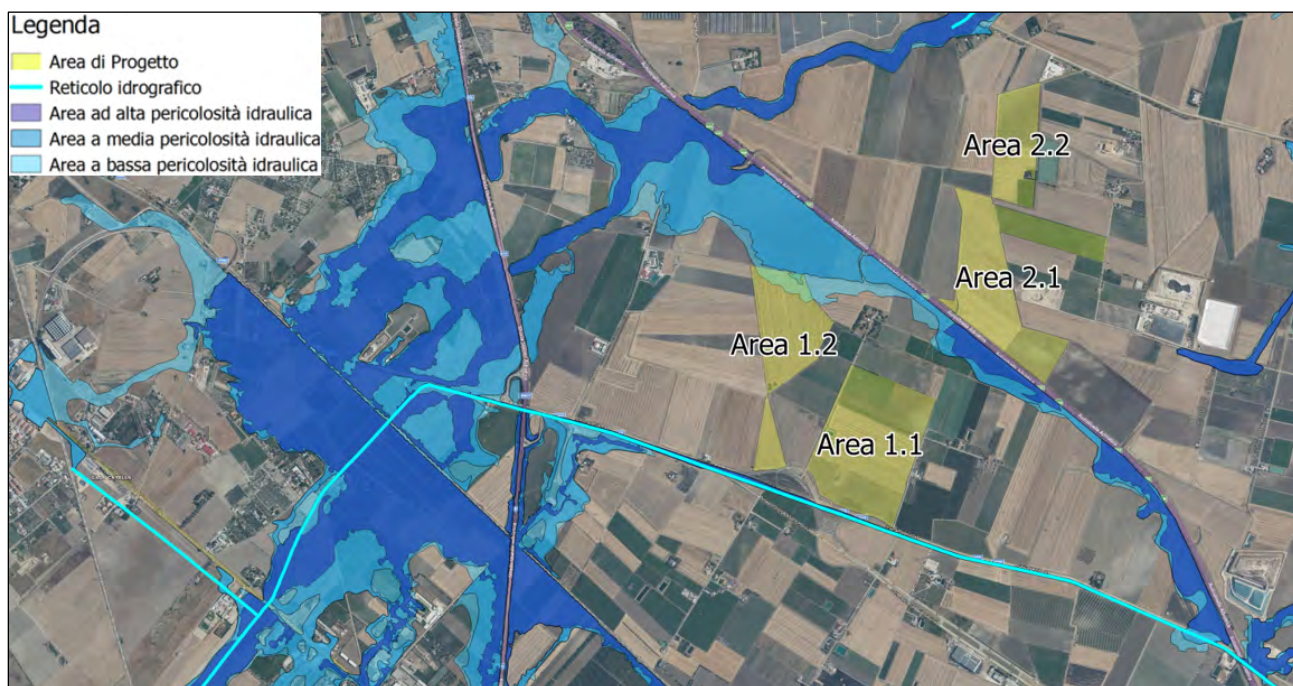 Legenda
Area di Progetto
Reticolo idrografico
Area ad alta pericolosità idraulica
Area a media pericolosità idraulica
Area a bassa pericolosità idraulica
Area 2.2
Area 2.1
Area 1.2
Area 1.1